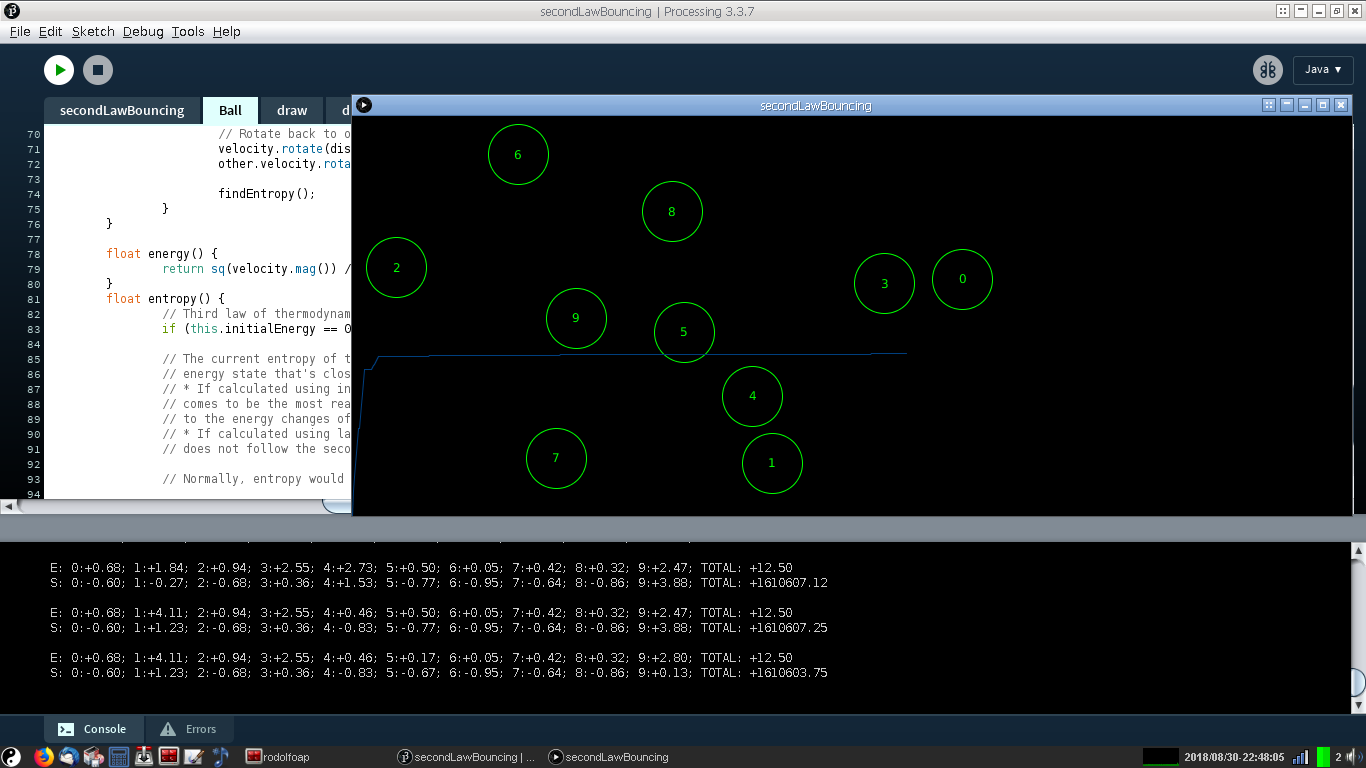 secondLawBouncing | Processing 3.3.7
File Edit Sketch Debug Tools Help
Java ▾
secondLawBouncing Ball draw d
secondLawBouncing
70 // Rotate back to o
71 velocity.rotate(dis
72 other.velocity.rota
73
74 findEntropy();
75 }
76 }
77
78 float energy() {
79 return sq(velocity.mag()) /
80 }
81 float entropy() {
82 // Third law of thermodynam
83 if (this.initialEnergy == 0
84
85 // The current entropy of t
86 // energy state that's clos
87 // * If calculated using in
88 // comes to be the most rea
89 // to the energy changes of
90 // * If calculated using la
91 // does not follow the seco
92
93 // Normally, entropy would
94
6
8
2
3
0
9
5
4
7
1
E: 0:+0.68; 1:+1.84; 2:+0.94; 3:+2.55; 4:+2.73; 5:+0.50; 6:+0.05; 7:+0.42; 8:+0.32; 9:+2.47; TOTAL: +12.50
S: 0:-0.60; 1:-0.27; 2:-0.68; 3:+0.36; 4:+1.53; 5:-0.77; 6:-0.95; 7:-0.64; 8:-0.86; 9:+3.88; TOTAL: +1610607.12
E: 0:+0.68; 1:+4.11; 2:+0.94; 3:+2.55; 4:+0.46; 5:+0.50; 6:+0.05; 7:+0.42; 8:+0.32; 9:+2.47; TOTAL: +12.50
S: 0:-0.60; 1:+1.23; 2:-0.68; 3:+0.36; 4:-0.83; 5:-0.77; 6:-0.95; 7:-0.64; 8:-0.86; 9:+3.88; TOTAL: +1610607.25
E: 0:+0.68; 1:+4.11; 2:+0.94; 3:+2.55; 4:+0.46; 5:+0.17; 6:+0.05; 7:+0.42; 8:+0.32; 9:+2.80; TOTAL: +12.50
S: 0:-0.60; 1:+1.23; 2:-0.68; 3:+0.36; 4:-0.83; 5:-0.67; 6:-0.95; 7:-0.64; 8:-0.86; 9:+0.13; TOTAL: +1610603.75
Console Errors
rodolfoap secondLawBouncing | ... secondLawBouncing 2018/08/30-22:48:05 2